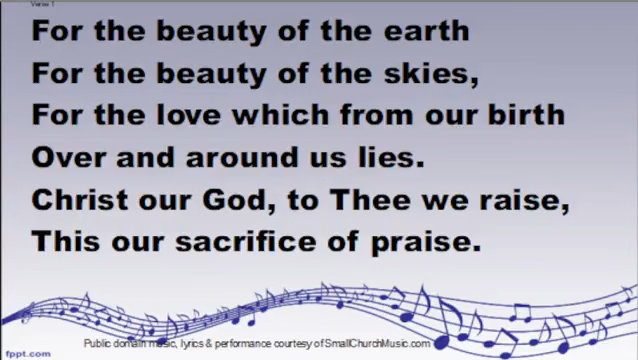 Verse 1
For the beauty of the earth
For the beauty of the skies,
For the love which from our birth
Over and around us lies.
Christ our God, to Thee we raise,
This our sacrifice of praise.
Public domain music, lyrics & performance courtesy of SmallChurchMusic.com
fppt.com